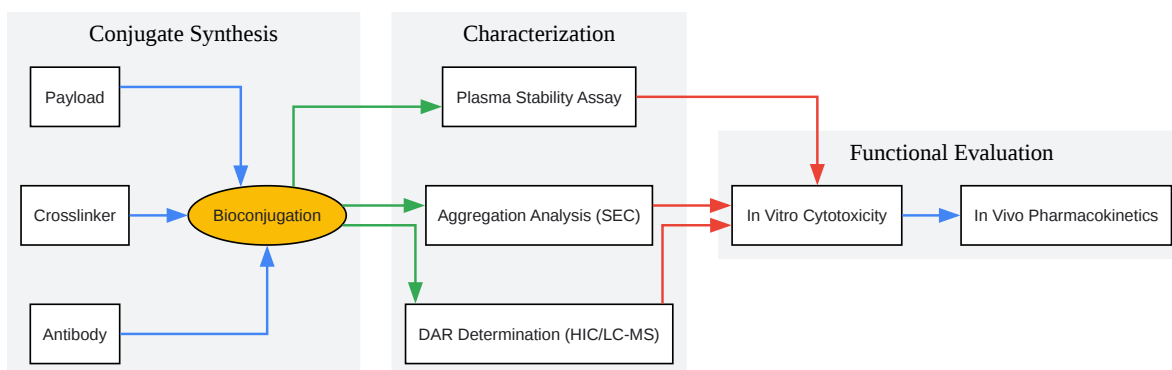 Conjugate Synthesis
Payload
Crosslinker
Bioconjugation
Antibody
Characterization
Plasma Stability Assay
Aggregation Analysis (SEC)
DAR Determination (HIC/LC-MS)
Functional Evaluation
In Vitro Cytotoxicity
In Vivo Pharmacokinetics